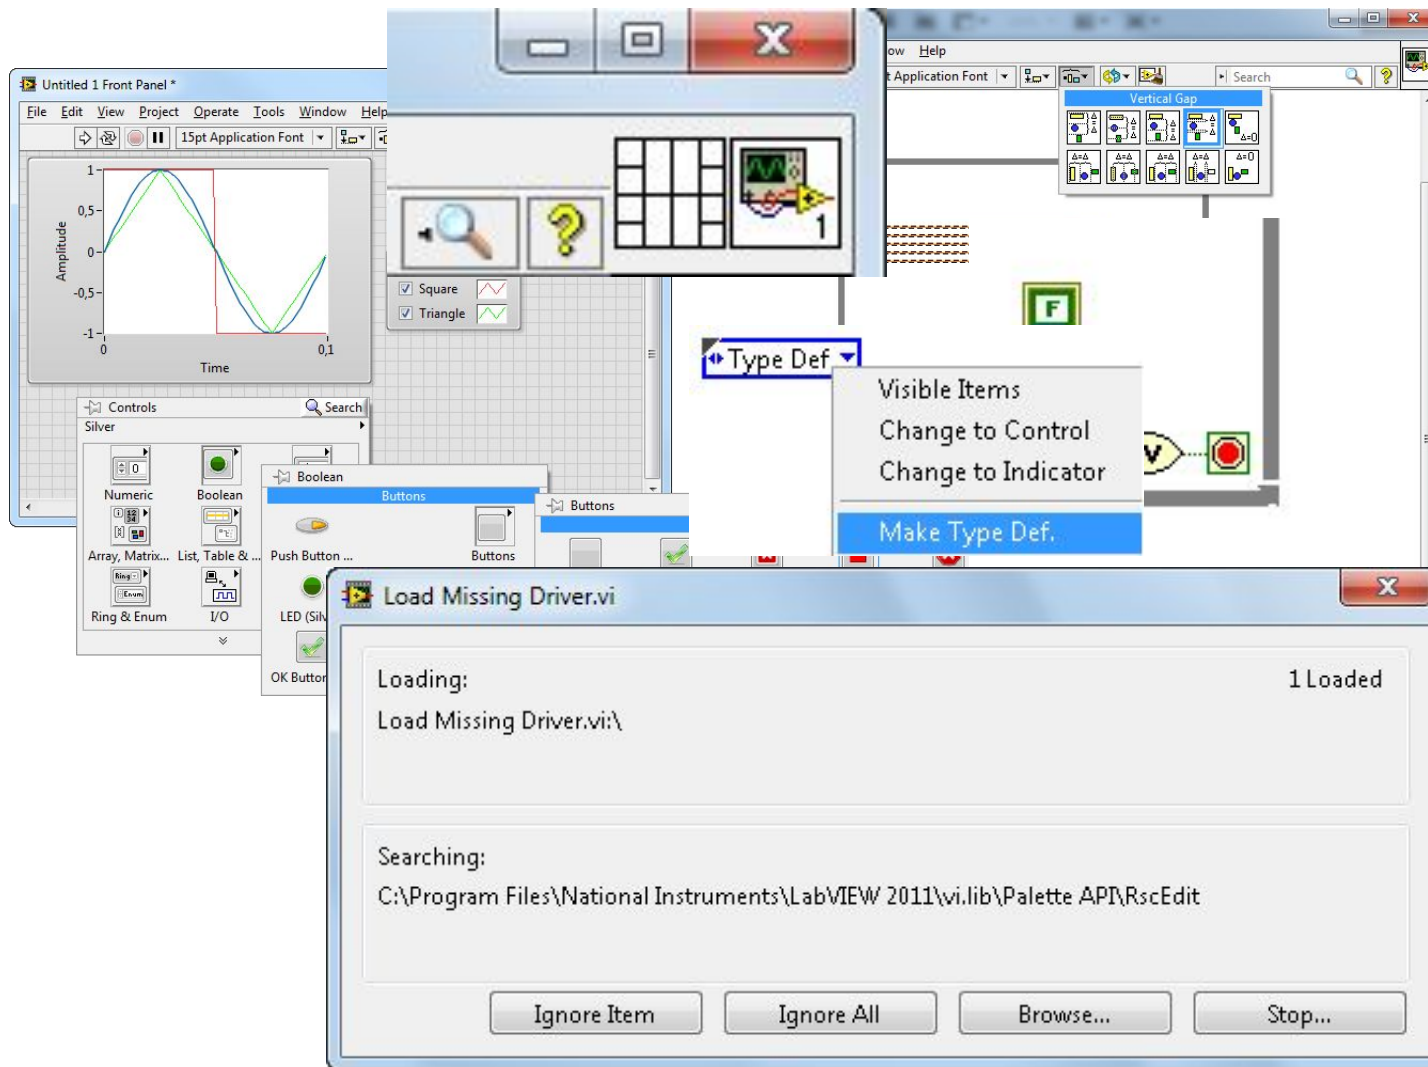 Untitled 1 Front Panel *
File Edit View Project Operate Tools Window Help
15pt Application Font
1
0,5
0
-0,5
-1
Amplitude
0
0,1
Time
Square
Triangle
1
Help
Application Font
Search
Vertical Gap
Δ=0
Δ=Δ Δ=Δ Δ=Δ Δ=Δ Δ=0
F
Type Def.
Visible Items
Change to Control
Change to Indicator
Make Type Def.
V
Controls
Search
Silver
Numeric
Boolean
Array, Matrix...
List, Table & ...
Ring & Enum
I/O
Boolean
Buttons
Push Button ...
Buttons
LED
OK Button
Buttons
Load Missing Driver.vi
Loading:
1 Loaded
Load Missing Driver.vi:\
Searching:
C:\Program Files\National Instruments\LabVIEW 2011\vi.lib\Palette API\RscEdit
Ignore Item
Ignore All
Browse...
Stop...